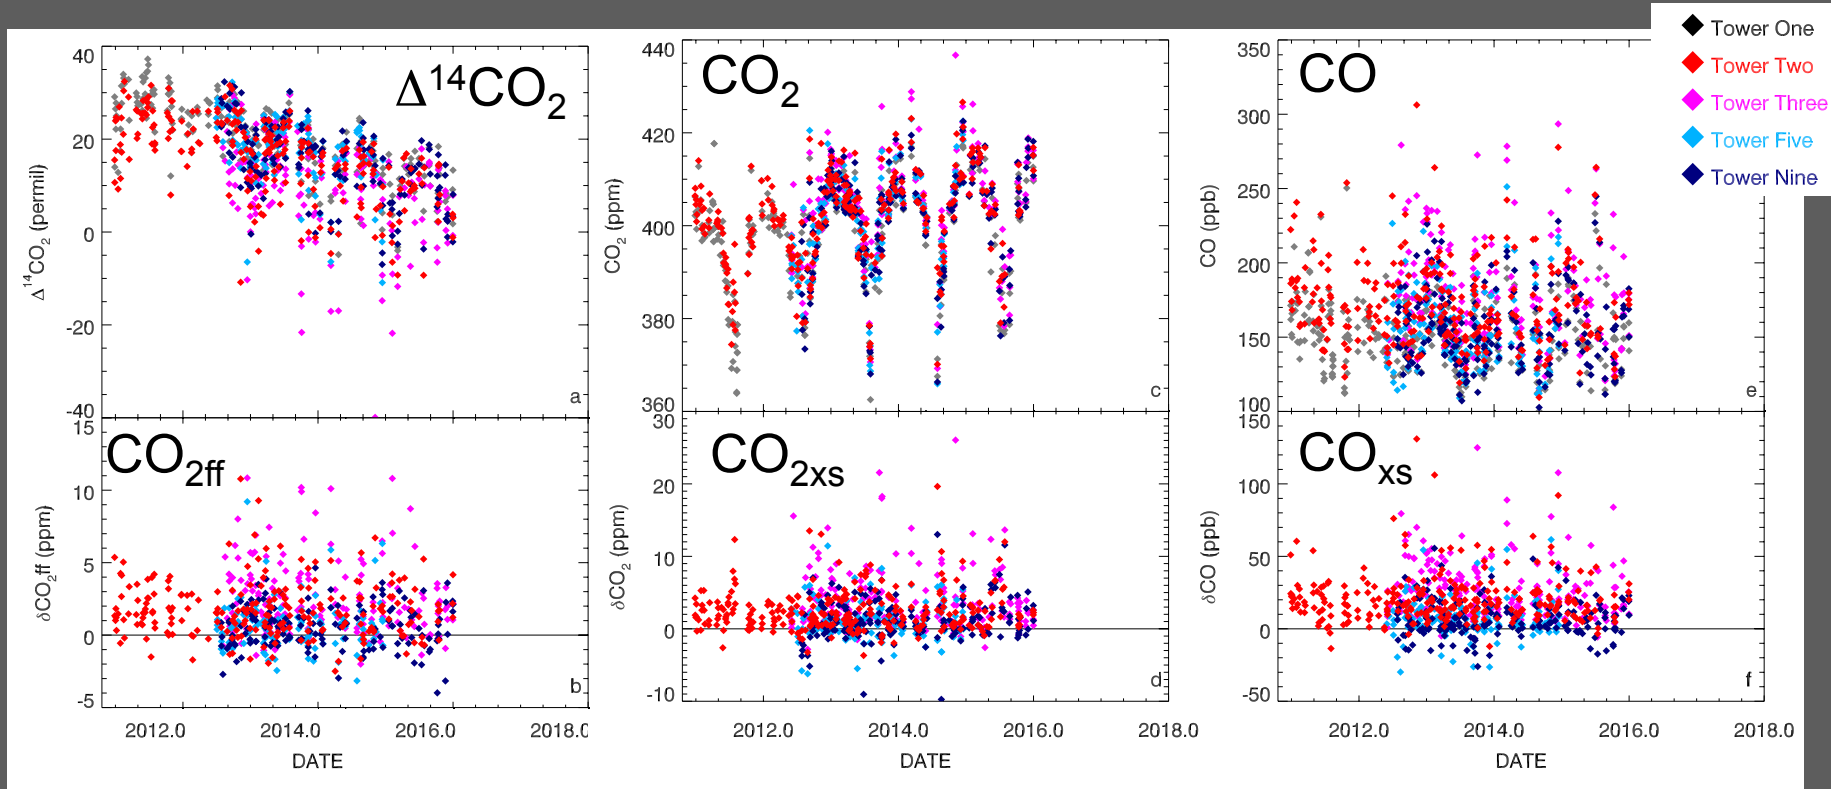 Tower One
Tower Two
Tower Three
Tower Five
Tower Nine
Δ¹⁴CO₂
40
20
0
-20
-40
Δ¹⁴CO₂ (permil)
a
CO₂
440
420
400
380
360
CO₂ (ppm)
c
CO
350
300
250
200
150
100
CO (ppb)
e
CO₂ff
15
10
5
0
-5
δCO₂ff (ppm)
b
2012.0
2014.0
2016.0
2018.0
DATE
CO₂xs
30
20
10
0
-10
δCO₂ (ppm)
d
2012.0
2014.0
2016.0
2018.0
DATE
COxs
150
100
50
0
-50
δCO (ppb)
f
2012.0
2014.0
2016.0
2018.0
DATE